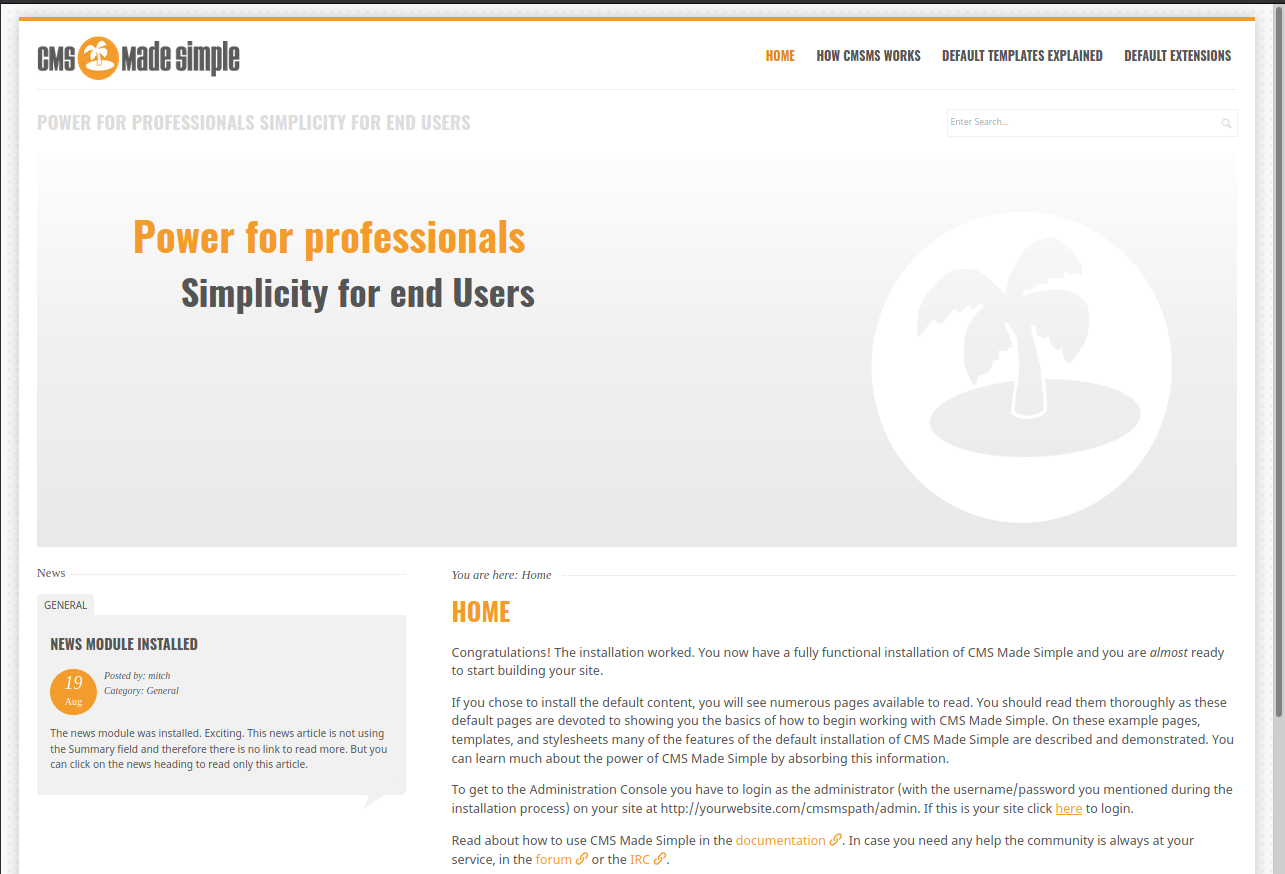 CMS Made Simple
HOME HOW CMSMS WORKS DEFAULT TEMPLATES EXPLAINED DEFAULT EXTENSIONS
POWER FOR PROFESSIONALS SIMPLICITY FOR END USERS
Enter Search...
Power for professionals
Simplicity for end Users
News
GENERAL
NEWS MODULE INSTALLED
19
Aug
Posted by: mitch
Category: General
The news module was installed. Exciting. This news article is not using
the Summary field and therefore there is no link to read more. But you
can click on the news heading to read only this article.
You are here: Home
HOME
Congratulations! The installation worked. You now have a fully functional installation of CMS Made Simple and you are almost ready
to start building your site.
If you chose to install the default content, you will see numerous pages available to read. You should read them thoroughly as these
default pages are devoted to showing you the basics of how to begin working with CMS Made Simple. On these example pages,
templates, and stylesheets many of the features of the default installation of CMS Made Simple are described and demonstrated. You
can learn much about the power of CMS Made Simple by absorbing this information.
To get to the Administration Console you have to login as the administrator (with the username/password you mentioned during the
installation process) on your site at http://yourwebsite.com/cmsmspath/admin. If this is your site click here to login.
Read about how to use CMS Made Simple in the documentation. In case you need any help the community is always at your
service, in the forum or the IRC.